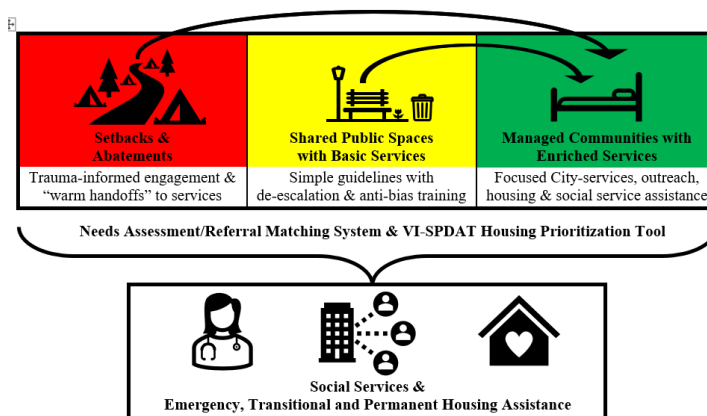 Setbacks &
Abatements
Shared Public Spaces
with Basic Services
Managed Communities with
Enriched Services
Trauma-informed engagement &
“warm handoffs” to services
Simple guidelines with
de-escalation & anti-bias training
Focused City-services, outreach,
housing & social service assistance
Needs Assessment/Referral Matching System & VI-SPDAT Housing Prioritization Tool
Social Services &
Emergency, Transitional and Permanent Housing Assistance